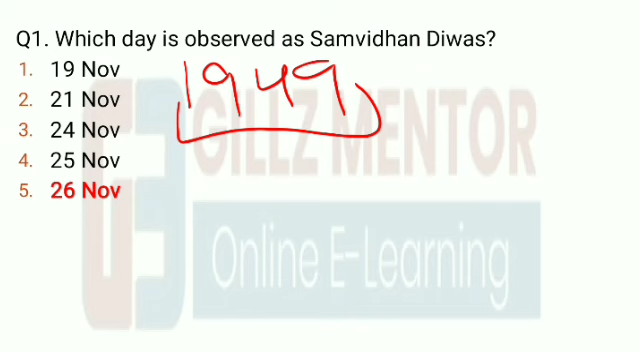 Q1. Which day is observed as Samvidhan Diwas?
1. 19 Nov
1949
2. 21 Nov
3. 24 Nov
4. 25 Nov
5. 26 Nov
GILLZ MENTOR
Online E-Learning